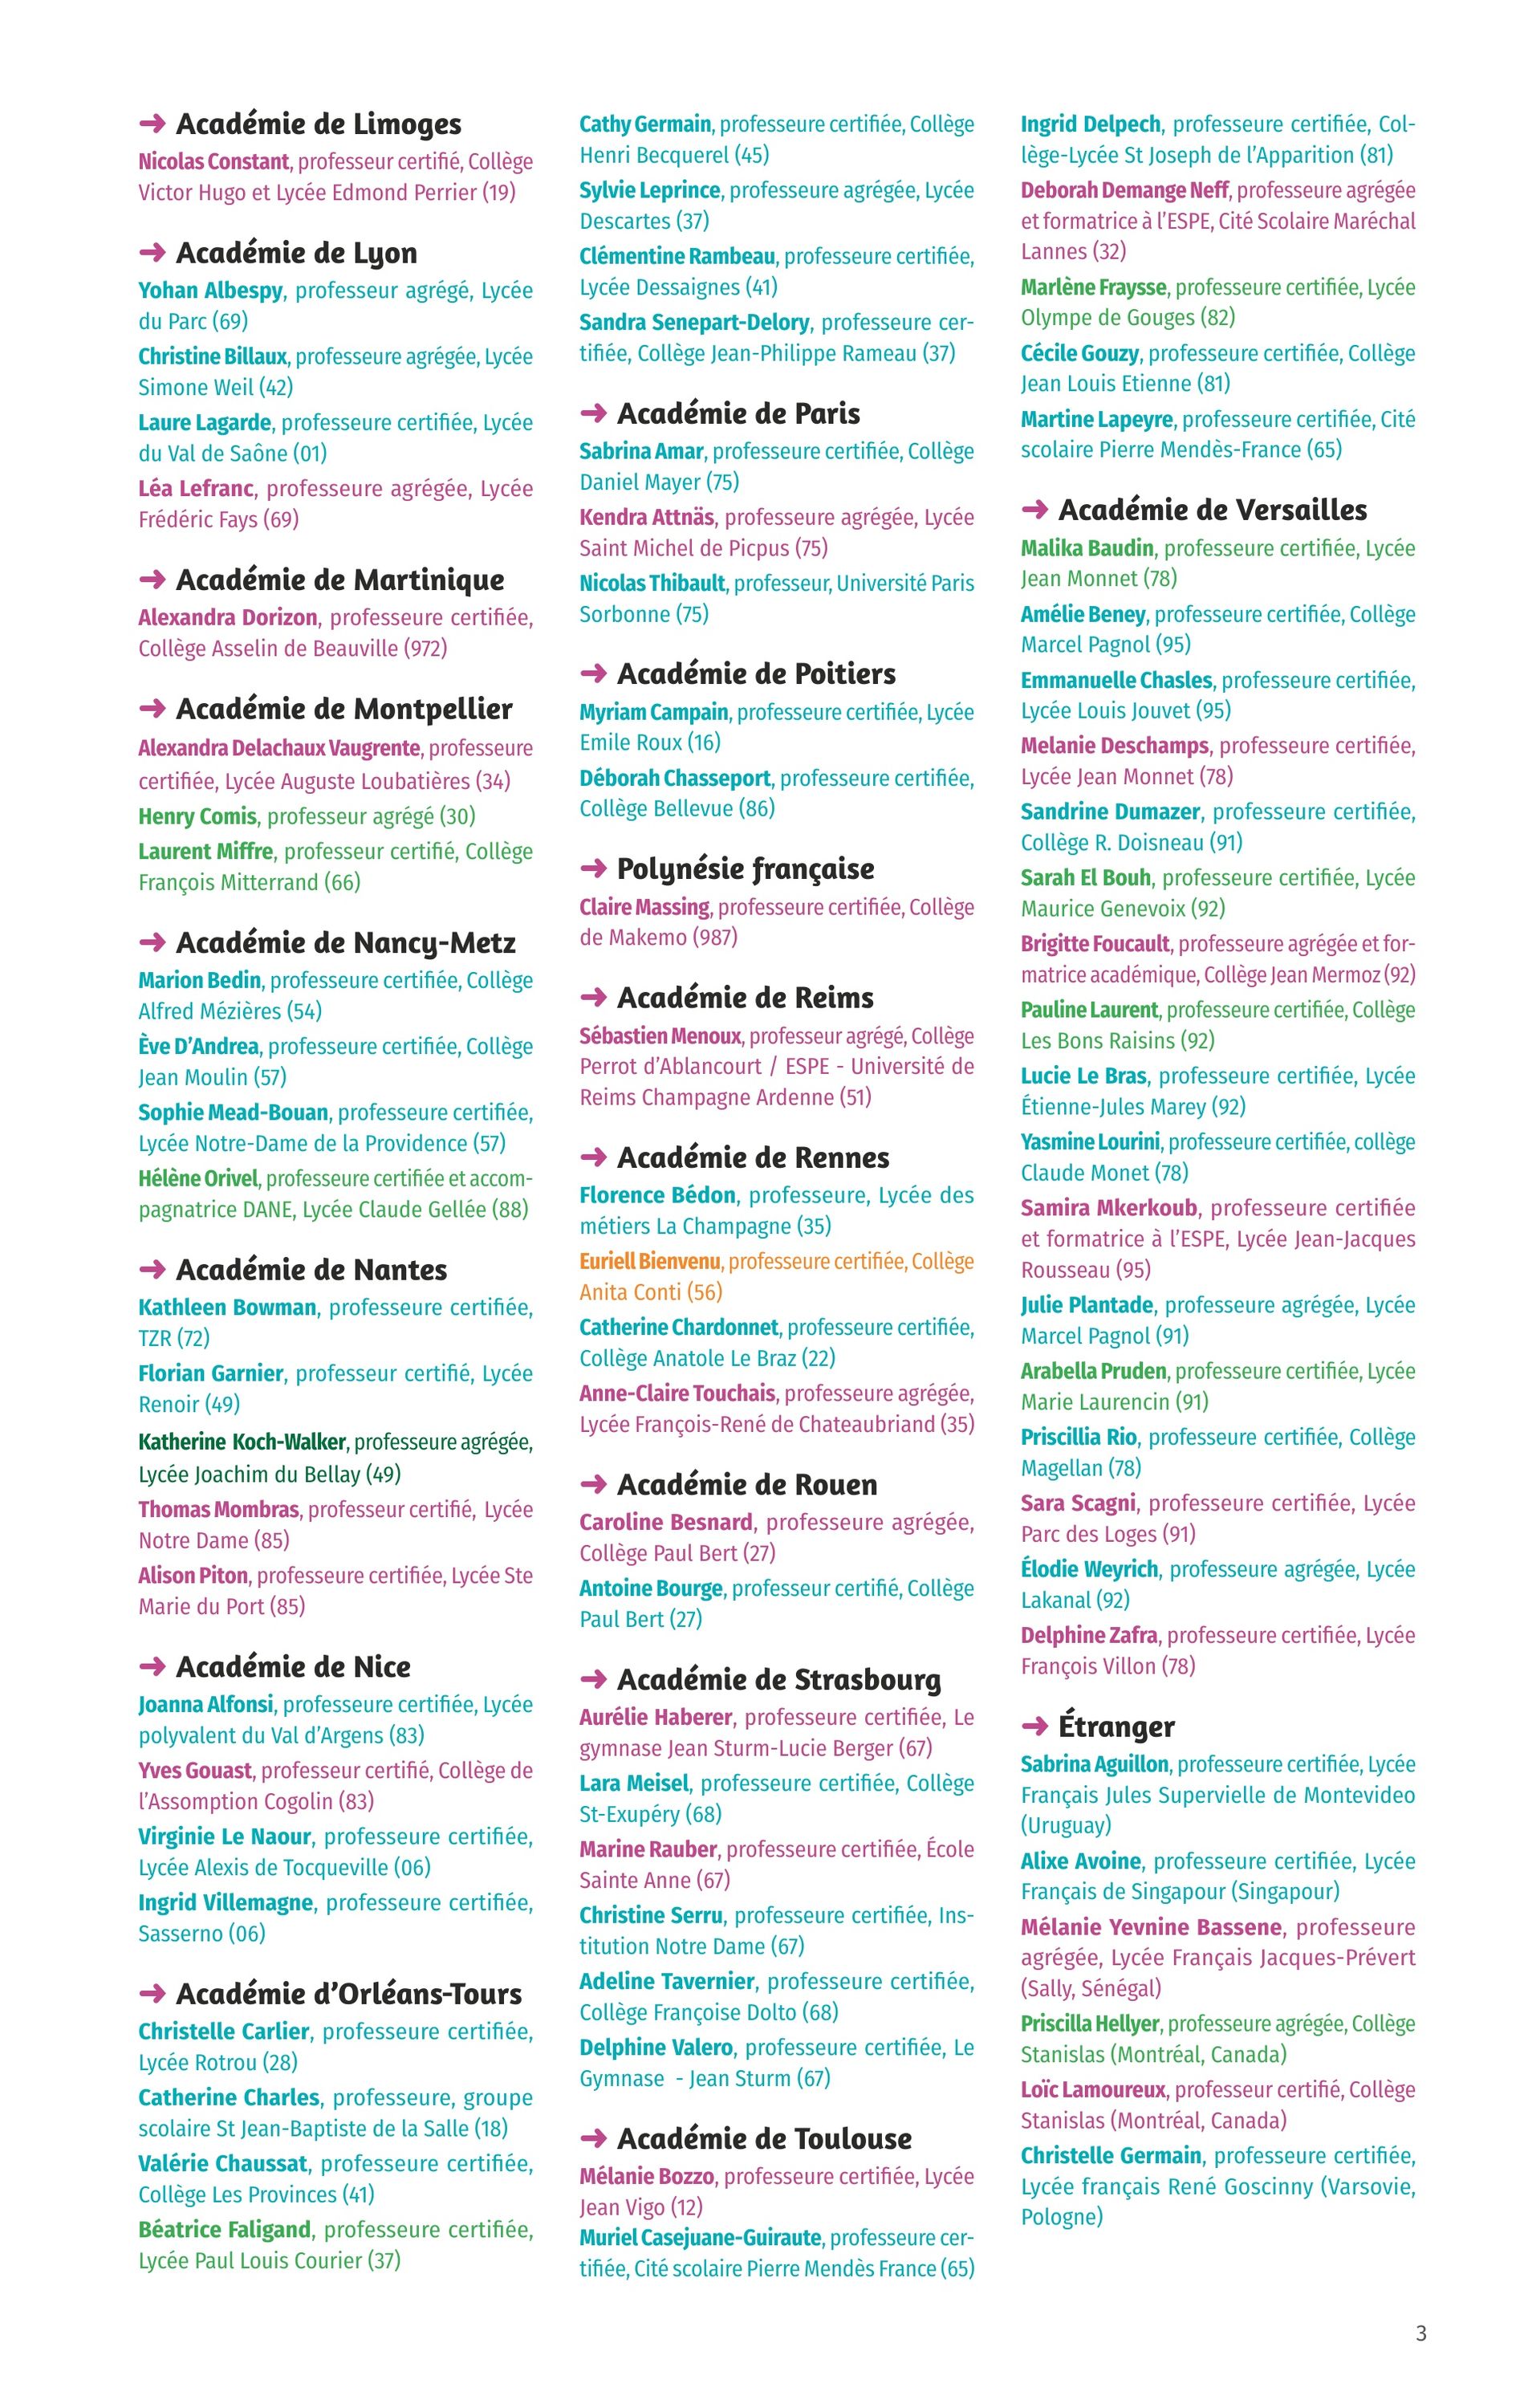 ➜ Académie de Limoges
Nicolas Constant, professeur certifié, Collège
Victor Hugo et Lycée Edmond Perrier (19)
➜ Académie de Lyon
Yohan Albespy, professeur agrégé, Lycée
du Parc (69)
Christine Billaux, professeure agrégée, Lycée
Simone Weil (42)
Laure Lagarde, professeure certifiée, Lycée
du Val de Saône (01)
Léa Lefranc, professeure agrégée, Lycée
Frédéric Fays (69)
➜ Académie de Martinique
Alexandra Dorizon, professeure certifiée,
Collège Asselin de Beauville (972)
➜ Académie de Montpellier
Alexandra Delachaux Vaugrente, professeure
certifiée, Lycée Auguste Loubatières (34)
Henry Comis, professeur agrégé (30)
Laurent Miffre, professeur certifié, Collège
François Mitterrand (66)
➜ Académie de Nancy-Metz
Marion Bedin, professeure certifiée, Collège
Alfred Mézières (54)
Ève D’Andrea, professeure certifiée, Collège
Jean Moulin (57)
Sophie Mead-Bouan, professeure certifiée,
Lycée Notre-Dame de la Providence (57)
Hélène Orivel, professeure certifiée et accom-
pagnatrice DANE, Lycée Claude Gellée (88)
➜ Académie de Nantes
Kathleen Bowman, professeure certifiée,
TZR (72)
Florian Garnier, professeur certifié, Lycée
Renoir (49)
Katherine Koch-Walker, professeure agrégée,
Lycée Joachim du Bellay (49)
Thomas Mombras, professeur certifié, Lycée
Notre Dame (85)
Alison Piton, professeure certifiée, Lycée Ste
Marie du Port (85)
➜ Académie de Nice
Joanna Alfonsi, professeure certifiée, Lycée
polyvalent du Val d’Argens (83)
Yves Gouast, professeur certifié, Collège de
l’Assomption Cogolin (83)
Virginie Le Naour, professeure certifiée,
Lycée Alexis de Tocqueville (06)
Ingrid Villemagne, professeure certifiée,
Sasserno (06)
➜ Académie d’Orléans-Tours
Christelle Carlier, professeure certifiée,
Lycée Rotrou (28)
Catherine Charles, professeure, groupe
scolaire St Jean-Baptiste de la Salle (18)
Valérie Chaussat, professeure certifiée,
Collège Les Provinces (41)
Béatrice Faligand, professeure certifiée,
Lycée Paul Louis Courier (37)
Cathy Germain, professeure certifiée, Collège
Henri Becquerel (45)
Sylvie Leprince, professeure agrégée, Lycée
Descartes (37)
Clémentine Rambeau, professeure certifiée,
Lycée Dessaignes (41)
Sandra Senepart-Delory, professeure cer-
tifiée, Collège Jean-Philippe Rameau (37)
➜ Académie de Paris
Sabrina Amar, professeure certifiée, Collège
Daniel Mayer (75)
Kendra Attnäs, professeure agrégée, Lycée
Saint Michel de Picpus (75)
Nicolas Thibault, professeur, Université Paris
Sorbonne (75)
➜ Académie de Poitiers
Myriam Campain, professeure certifiée, Lycée
Emile Roux (16)
Déborah Chasseport, professeure certifiée,
Collège Bellevue (86)
➜ Polynésie française
Claire Massing, professeure certifiée, Collège
de Makemo (987)
➜ Académie de Reims
Sébastien Menoux, professeur agrégé, Collège
Perrot d’Ablancourt / ESPE - Université de
Reims Champagne Ardenne (51)
➜ Académie de Rennes
Florence Bédon, professeure, Lycée des
métiers La Champagne (35)
Euriell Bienvenu, professeure certifiée, Collège
Anita Conti (56)
Catherine Chardonnet, professeure certifiée,
Collège Anatole Le Braz (22)
Anne-Claire Touchais, professeure agrégée,
Lycée François-René de Chateaubriand (35)
➜ Académie de Rouen
Caroline Besnard, professeure agrégée,
Collège Paul Bert (27)
Antoine Bourge, professeur certifié, Collège
Paul Bert (27)
➜ Académie de Strasbourg
Aurélie Haberer, professeure certifiée, Le
gymnase Jean Sturm-Lucie Berger (67)
Lara Meisel, professeure certifiée, Collège
St-Exupéry (68)
Marine Rauber, professeure certifiée, École
Sainte Anne (67)
Christine Serru, professeure certifiée, Ins-
titution Notre Dame (67)
Adeline Tavernier, professeure certifiée,
Collège Françoise Dolto (68)
Delphine Valero, professeure certifiée, Le
Gymnase - Jean Sturm (67)
➜ Académie de Toulouse
Mélanie Bozzo, professeure certifiée, Lycée
Jean Vigo (12)
Muriel Casejuane-Guiraute, professeure cer-
tifiée, Cité scolaire Pierre Mendès France (65)
Ingrid Delpech, professeure certifiée, Col-
lège-Lycée St Joseph de l’Apparition (81)
Deborah Demange Neff, professeure agrégée
et formatrice à l’ESPE, Cité Scolaire Maréchal
Lannes (32)
Marlène Fraysse, professeure certifiée, Lycée
Olympe de Gouges (82)
Cécile Gouzy, professeure certifiée, Collège
Jean Louis Etienne (81)
Martine Lapeyre, professeure certifiée, Cité
scolaire Pierre Mendès-France (65)
➜ Académie de Versailles
Malika Baudin, professeure certifiée, Lycée
Jean Monnet (78)
Amélie Beney, professeure certifiée, Collège
Marcel Pagnol (95)
Emmanuelle Chasles, professeure certifiée,
Lycée Louis Jouvet (95)
Melanie Deschamps, professeure certifiée,
Lycée Jean Monnet (78)
Sandrine Dumazer, professeure certifiée,
Collège R. Doisneau (91)
Sarah El Bouh, professeure certifiée, Lycée
Maurice Genevoix (92)
Brigitte Foucault, professeure agrégée et for-
matrice académique, Collège Jean Mermoz (92)
Pauline Laurent, professeure certifiée, Collège
Les Bons Raisins (92)
Lucie Le Bras, professeure certifiée, Lycée
Étienne-Jules Marey (92)
Yasmine Lourini, professeure certifiée, collège
Claude Monet (78)
Samira Mkerkoub, professeure certifiée
et formatrice à l’ESPE, Lycée Jean-Jacques
Rousseau (95)
Julie Plantade, professeure agrégée, Lycée
Marcel Pagnol (91)
Arabella Pruden, professeure certifiée, Lycée
Marie Laurencin (91)
Priscillia Rio, professeure certifiée, Collège
Magellan (78)
Sara Scagni, professeure certifiée, Lycée
Parc des Loges (91)
Élodie Weyrich, professeure agrégée, Lycée
Lakanal (92)
Delphine Zafra, professeure certifiée, Lycée
François Villon (78)
➜ Étranger
Sabrina Aguillon, professeure certifiée, Lycée
Français Jules Supervielle de Montevideo
(Uruguay)
Alixe Avoine, professeure certifiée, Lycée
Français de Singapour (Singapour)
Mélanie Yevnine Bassene, professeure
agrégée, Lycée Français Jacques-Prévert
(Sally, Sénégal)
Priscilla Hellyer, professeure agrégée, Collège
Stanislas (Montréal, Canada)
Loïc Lamoureux, professeur certifié, Collège
Stanislas (Montréal, Canada)
Christelle Germain, professeure certifiée,
Lycée français René Goscinny (Varsovie,
Pologne)
3